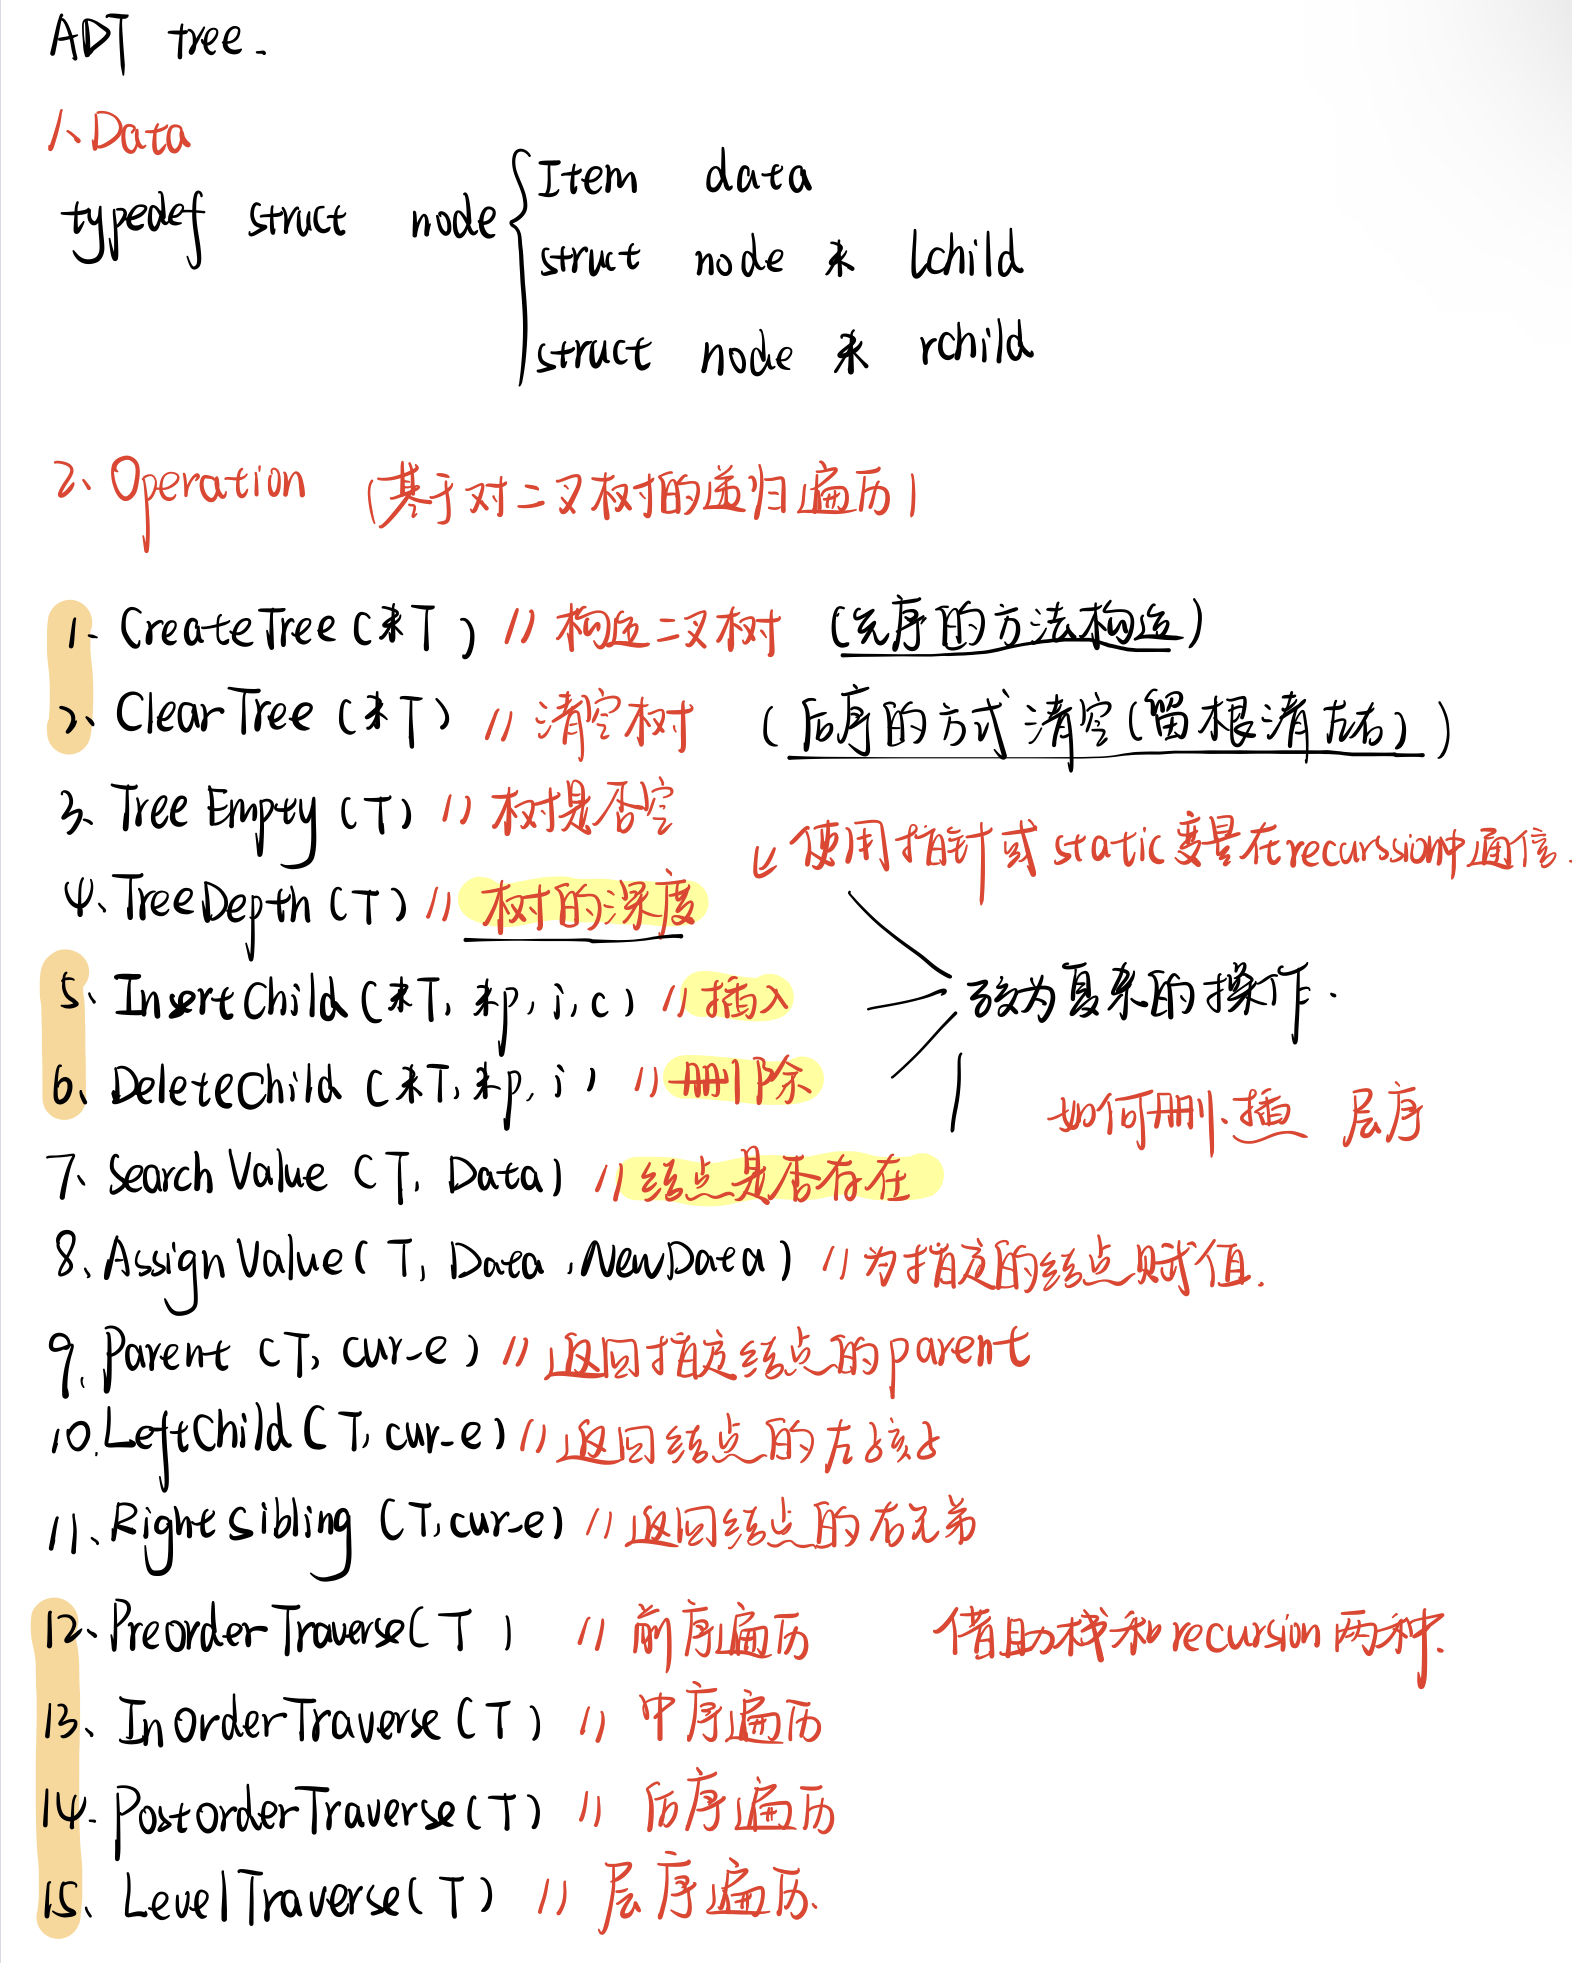 ADT tree.
1、Data
typedef struct node { Item data
struct node * lchild
struct node * rchild
2、Operation (基于对二叉树的递归遍历)
1. CreateTree (*T) // 构造二叉树 (先序的方法构造)
2、ClearTree (*T) // 清空树 (后序的方式清空(留根清左右))
3、TreeEmpty (T) // 树是否空
↙ 使用指针或static变量在recurssion中通信.
4、TreeDepth (T) // 树的深度
5、InsertChild (*T, *p, i, c) // 插入
较为复杂的操作.
6、DeleteChild (*T, *p, i) // 删除
如何删、插 层序
7、Search Value (T, Data) // 结点是否存在
8、Assign Value (T, Data, NewData) // 为指定的结点赋值.
9. Parent (T, cur_e) // 返回指定结点的parent
10. LeftChild (T, cur_e) // 返回结点的左孩子
11、RightSibling (T, cur_e) // 返回结点的右兄弟
12、PreorderTraverse(T) // 前序遍历 借助栈和recursion两种.
13、InorderTraverse(T) // 中序遍历
14. PostorderTraverse(T) // 后序遍历
15、LevelTraverse(T) // 层序遍历.